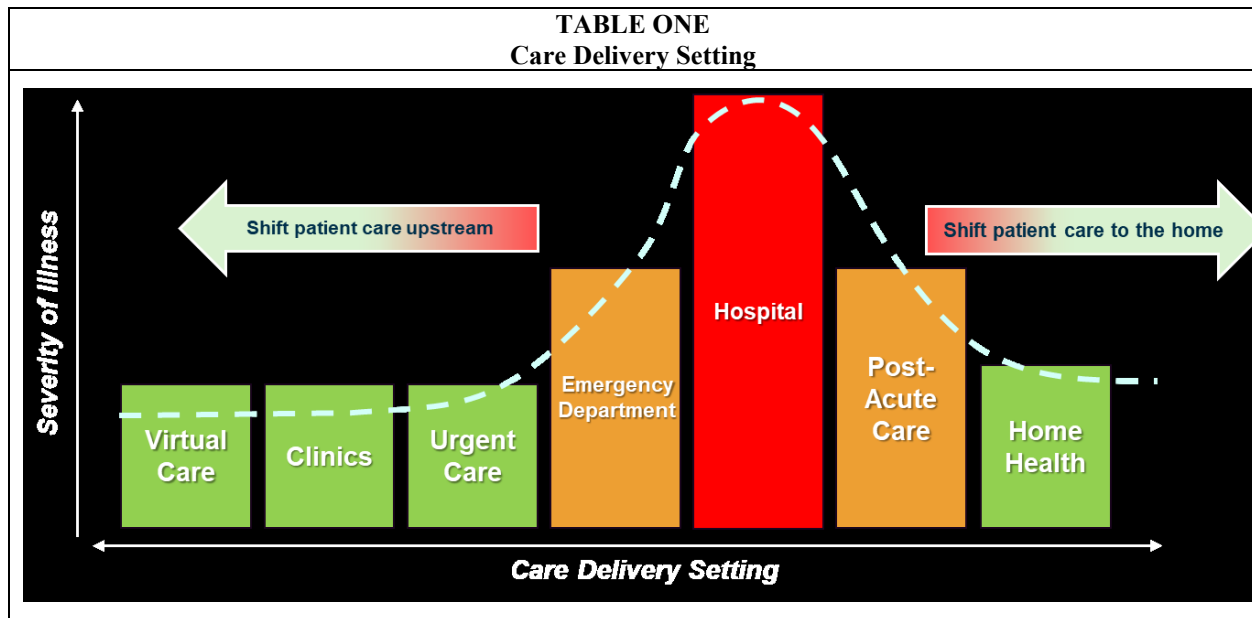 TABLE ONE
Care Delivery Setting
Severity of Illness
Shift patient care upstream
Shift patient care to the home
Virtual
Care
Clinics
Urgent
Care
Emergency
Department
Hospital
Post-
Acute
Care
Home
Health
Care Delivery Setting